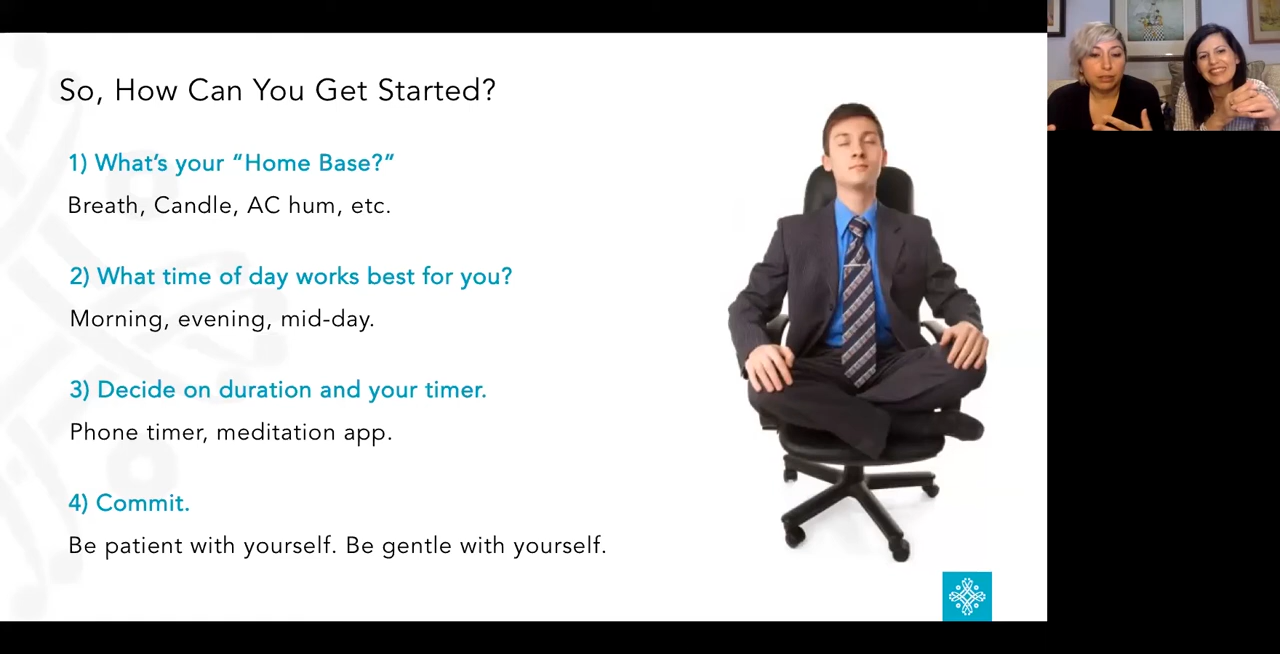 So, How Can You Get Started?
1) What's your “Home Base?”
Breath, Candle, AC hum, etc.
2) What time of day works best for you?
Morning, evening, mid-day.
3) Decide on duration and your timer.
Phone timer, meditation app.
4) Commit.
Be patient with yourself. Be gentle with yourself.